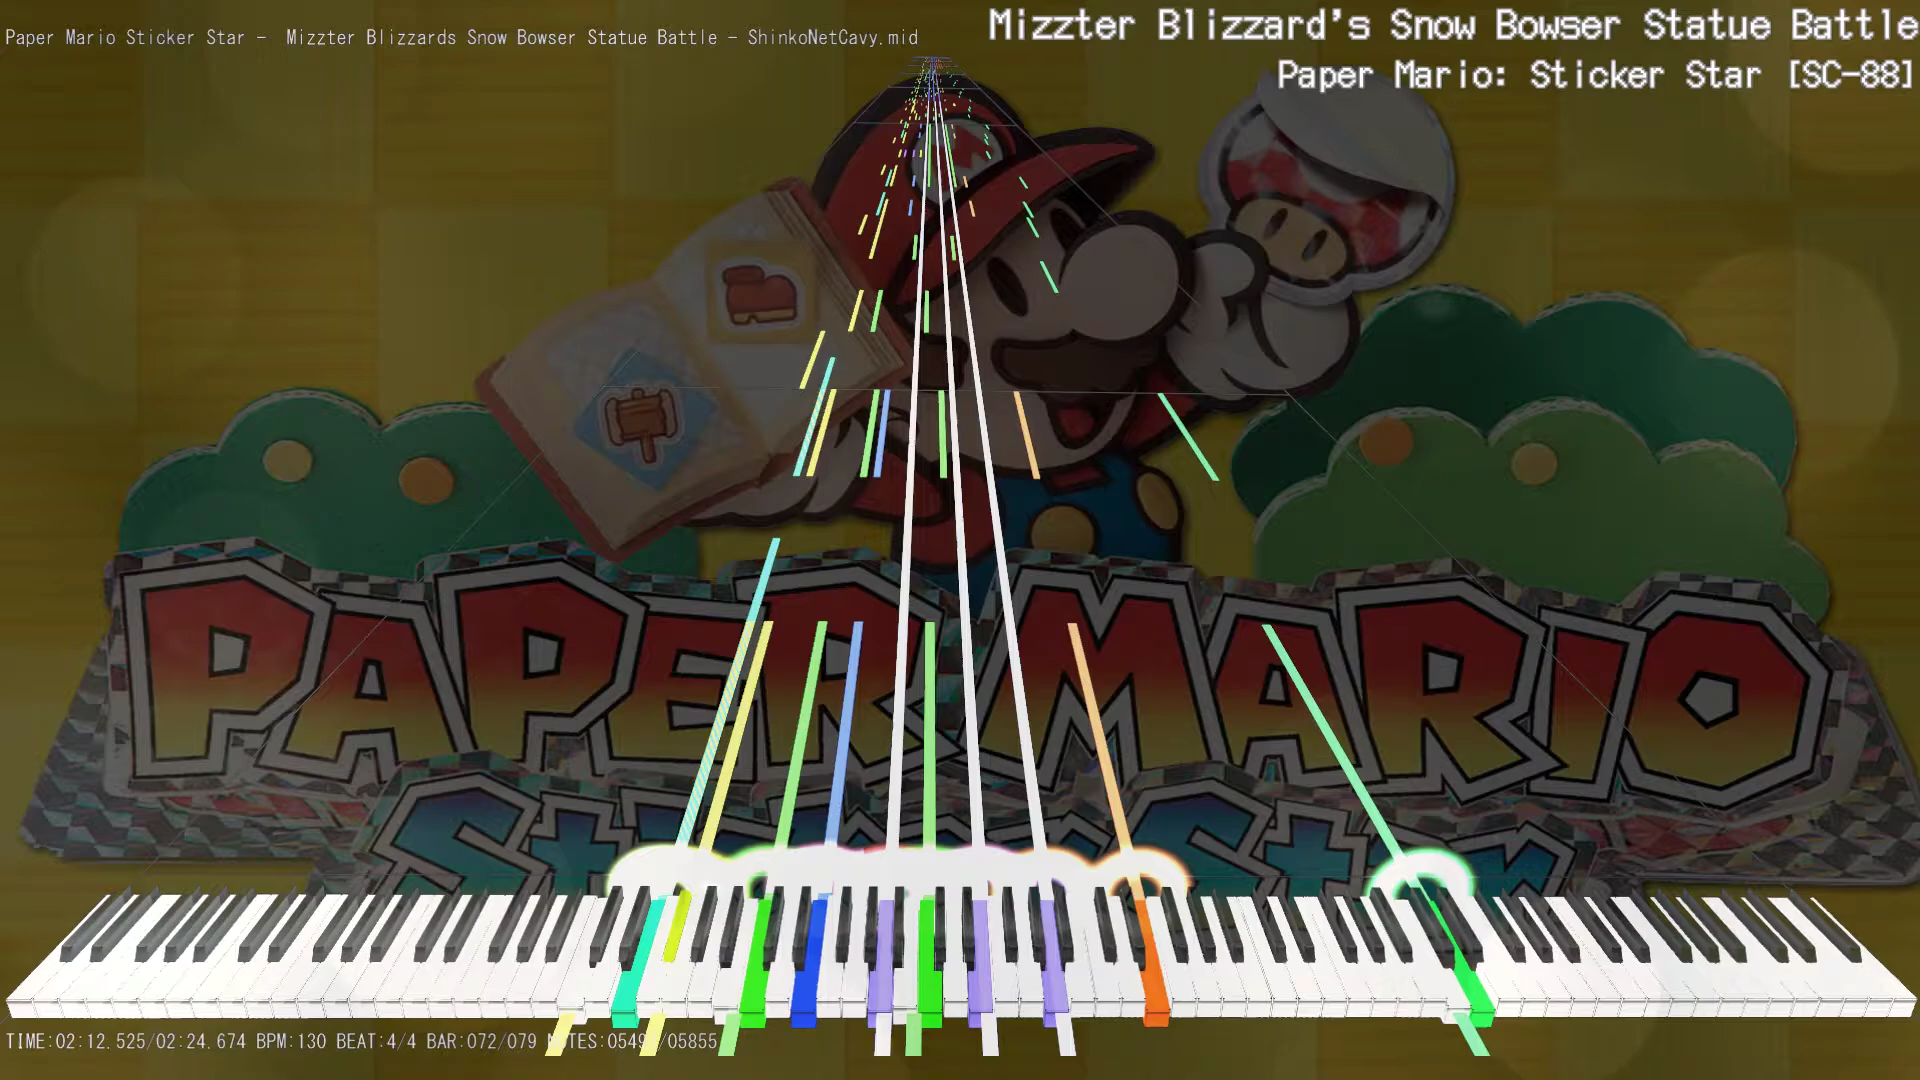 Mizzter Blizzard's Snow Bowser Statue Battle
Paper Mario Sticker Star - Mizzter Blizzards Snow Bowser Statue Battle - ShinkoNetCavy.mid
Paper Mario: Sticker Star [SC-88]
PAPER MARIO
Sticker Star
TIME:02:12.525/02:24.674 BPM:130 BEAT:4/4 BAR:072/079